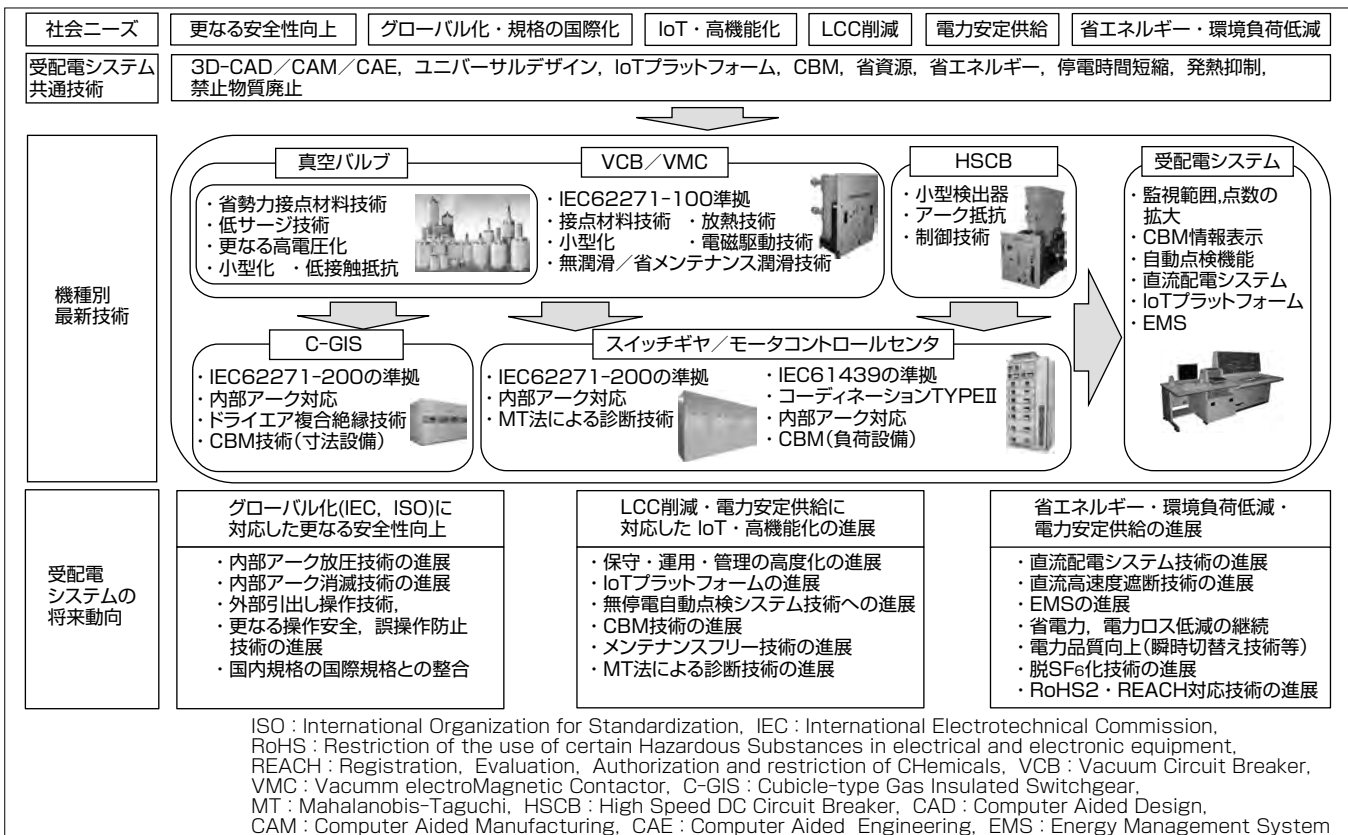 社会ニーズ
更なる安全性向上
グローバル化・規格の国際化
IoT・高機能化
LCC削減
電力安定供給
省エネルギー・環境負荷低減
受配電システム
共通技術
3D-CAD／CAM／CAE，ユニバーサルデザイン，IoTプラットフォーム，CBM，省資源，省エネルギー，停電時間短縮，発熱抑制，
禁止物質廃止
機種別
最新技術
真空バルブ
・省勢力接点材料技術
・低サージ技術
・更なる高電圧化
・小型化　・低接触抵抗
VCB／VMC
・IEC62271-100準拠
・接点材料技術　・放熱技術
・小型化　・電磁駆動技術
・無潤滑／省メンテナンス潤滑技術
HSCB
・小型検出器
・アーク抵抗
・制御技術
受配電システム
・監視範囲,点数の
拡大
・CBM情報表示
・自動点検機能
・直流配電システム
・IoTプラットフォーム
・EMS
C-GIS
・IEC62271-200の準拠
・内部アーク対応
・ドライエア複合絶縁技術
・CBM技術(寸法設備)
スイッチギヤ／モータコントロールセンタ
・IEC62271-200の準拠
・内部アーク対応
・MT法による診断技術
・IEC61439の準拠
・コーディネーションTYPEⅡ
・内部アーク対応
・CBM(負荷設備)
受配電
システムの
将来動向
グローバル化(IEC，ISO)に
対応した更なる安全性向上
・内部アーク放圧技術の進展
・内部アーク消滅技術の進展
・外部引出し操作技術，
・更なる操作安全，誤操作防止
技術の進展
・国内規格の国際規格との整合
LCC削減・電力安定供給に
対応した IoT・高機能化の進展
・保守・運用・管理の高度化の進展
・IoTプラットフォームの進展
・無停電自動点検システム技術への進展
・CBM技術の進展
・メンテナンスフリー技術の進展
・MT法による診断技術の進展
省エネルギー・環境負荷低減・
電力安定供給の進展
・直流配電システム技術の進展
・直流高速度遮断技術の進展
・EMSの進展
・省電力，電力ロス低減の継続
・電力品質向上(瞬時切替え技術等)
・脱SF₆化技術の進展
・RoHS2・REACH対応技術の進展
ISO：International Organization for Standardization, IEC：International Electrotechnical Commission,
RoHS：Restriction of the use of certain Hazardous Substances in electrical and electronic equipment,
REACH：Registration, Evaluation, Authorization and restriction of CHemicals, VCB：Vacuum Circuit Breaker,
VMC：Vacumm electroMagnetic Contactor, C-GIS：Cubicle-type Gas Insulated Switchgear,
MT：Mahalanobis-Taguchi, HSCB：High Speed DC Circuit Breaker, CAD：Computer Aided Design,
CAM：Computer Aided Manufacturing, CAE：Computer Aided Engineering, EMS：Energy Management System